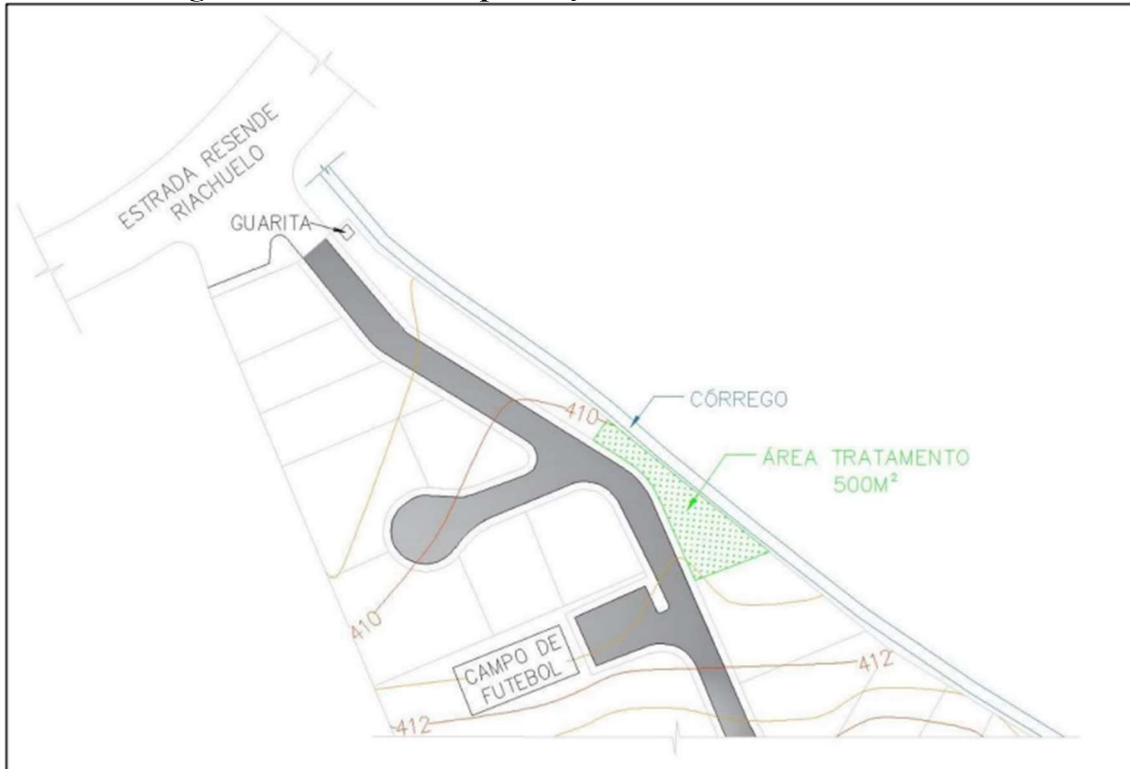 ESTRADA RESENDE
RIACHUELO
GUARITA
410
CÓRREGO
ÁREA TRATAMENTO
500M²
410
CAMPO DE
FUTEBOL
412
412